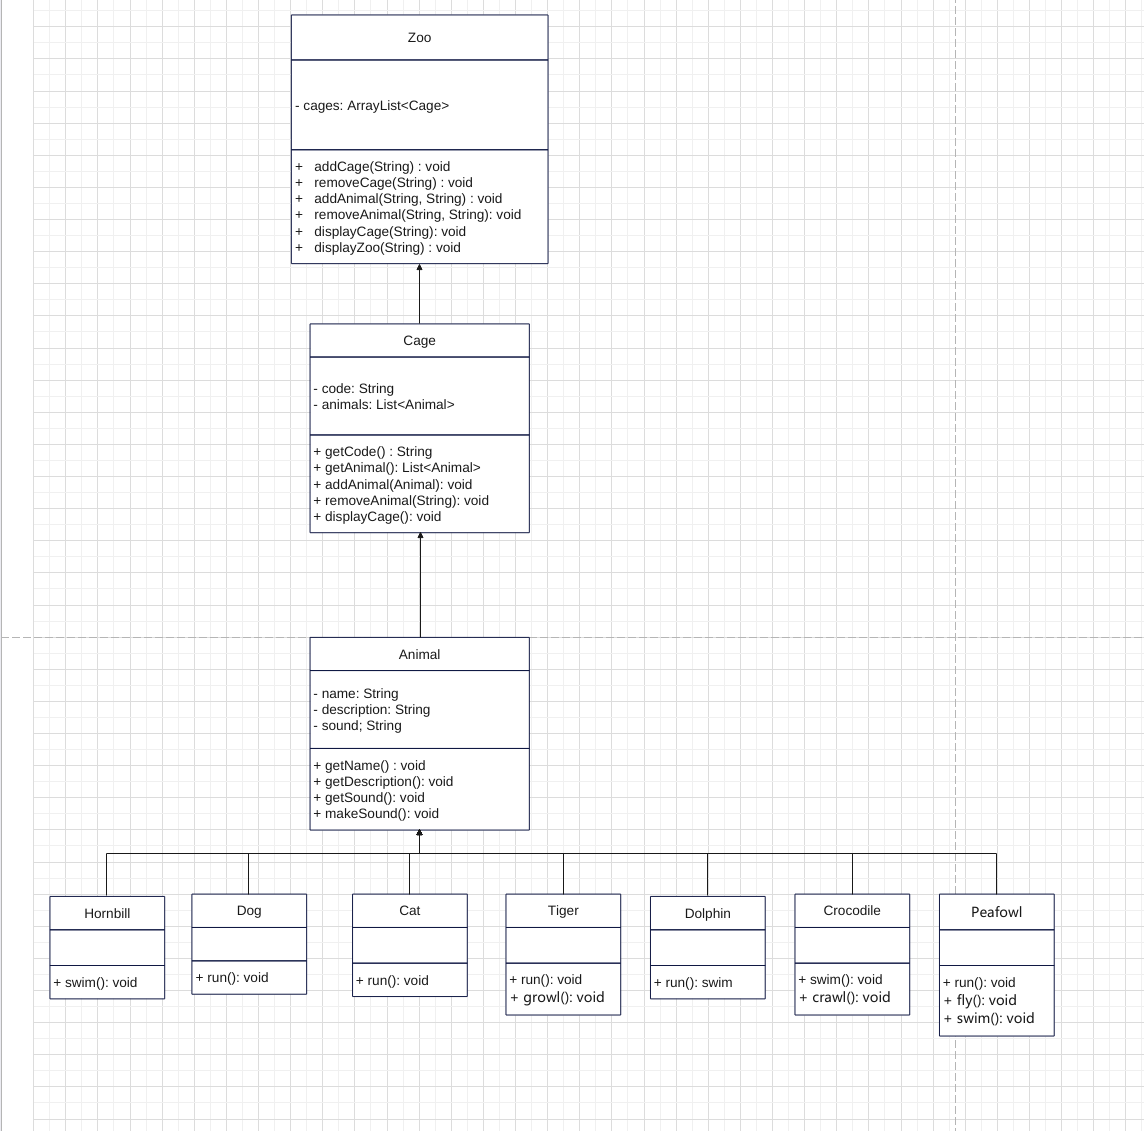 Zoo
- cages: ArrayList<Cage>
+ addCage(String) : void
+ removeCage(String) : void
+ addAnimal(String, String) : void
+ removeAnimal(String, String): void
+ displayCage(String): void
+ displayZoo(String) : void
Cage
- code: String
- animals: List<Animal>
+ getCode() : String
+ getAnimal(): List<Animal>
+ addAnimal(Animal): void
+ removeAnimal(String): void
+ displayCage(): void
Animal
- name: String
- description: String
- sound; String
+ getName() : void
+ getDescription(): void
+ getSound(): void
+ makeSound(): void
Hornbill
+ swim(): void
Dog
+ run(): void
Cat
+ run(): void
Tiger
+ run(): void
+ growl(): void
Dolphin
+ run(): swim
Crocodile
+ swim(): void
+ crawl(): void
Peafowl
+ run(): void
+ fly(): void
+ swim(): void